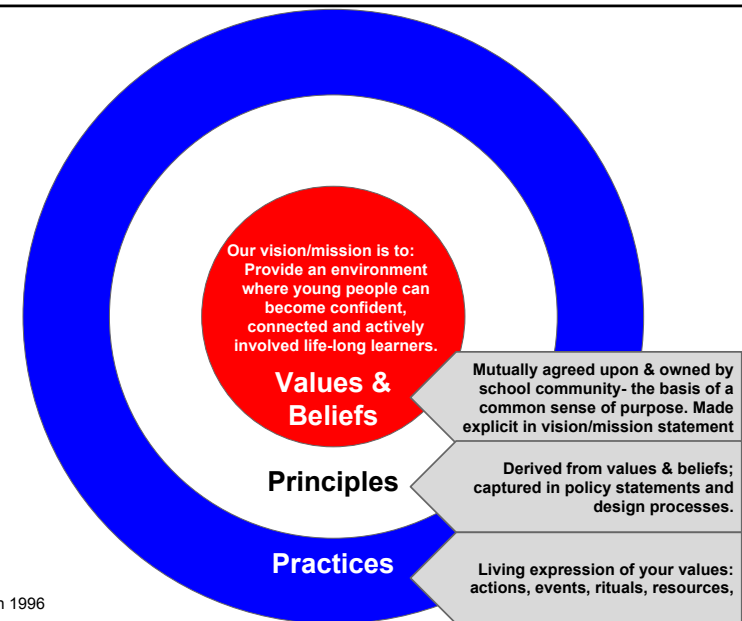 Our vision/mission is to:
Provide an environment
where young people can
become confident,
connected and actively
involved life-long learners.
Values &
Beliefs
Mutually agreed upon & owned by
school community- the basis of a
common sense of purpose. Made
explicit in vision/mission statement
Principles
Derived from values & beliefs;
captured in policy statements and
design processes.
Practices
Living expression of your values:
actions, events, rituals, resources,
1996